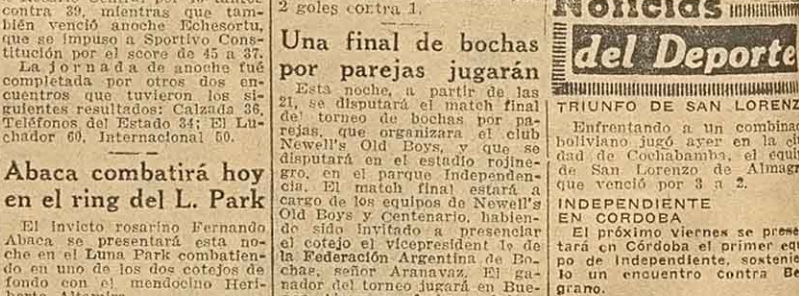 contra 39, mientras que tam-
bién venció anoche Echesortu,
que se impuso a Sportivo Cons-
titución por el score de 45 a 37.
La jornada de anoche fué
completada por otros dos en-
cuentros que tuvieron los si-
guientes resultados: Calzada 36,
Teléfonos del Estado 34; El Lu-
chador 60, Internacional 50.
Abaca combatirá hoy
en el ring del L. Park
El invicto rosarino Fernando
Abaca se presentará esta no-
che en el Luna Park combatien-
do en uno de los dos cotejos de
fondo con el mendocino Heri-
2 goles contra 1.
Una final de bochas
por parejas jugarán
Esta noche, a partir de las
21, se disputará el match final
del torneo de bochas por pa-
rejas, que organizara el club
Newell's Old Boys, y que se
disputará en el estadio rojine-
gro, en el parque Independen-
cia. El match final estará a
cargo de los equipos de Newell's
Old Boys y Centenario, habien-
do sido invitado a presenciar
el cotejo el vicepresident 1º de
la Federación Argentina de Bo-
chas, señor Aranavaz. El ga-
nador del torneo jugará en Bue-
Noticias
del Deporte
TRIUNFO DE SAN LORENZ
Enfrentando a un combina
boliviano jugó ayer en la ciu
dad de Cochabamba, el equi
de San Lorenzo de Almagr
que venció por 3 a 2.
INDEPENDIENTE
EN CORDOBA
El próximo viernes se prese
tará en Córdoba el primer equ
po de Independiente, sostenie
lo un encuentro contra Be
grano.